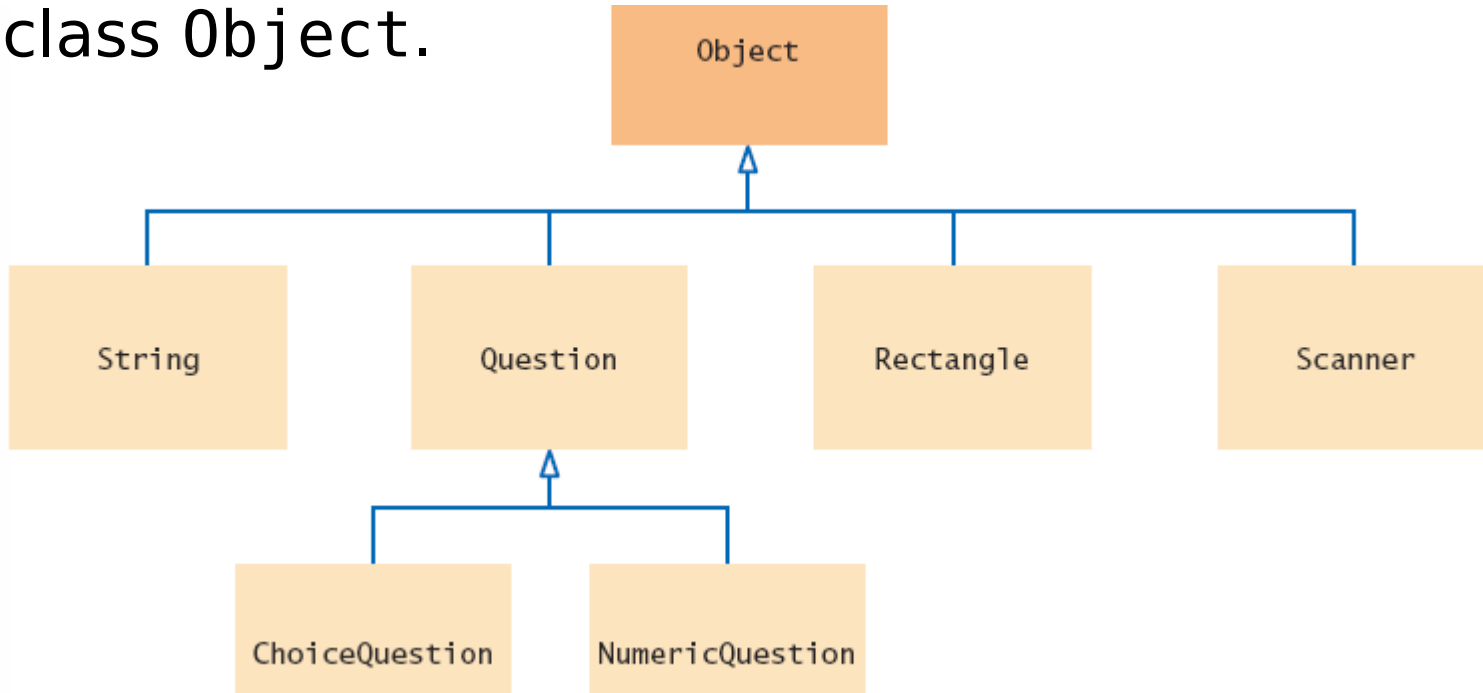 class Object.
Object
String
Question
Rectangle
Scanner
ChoiceQuestion
NumericQuestion